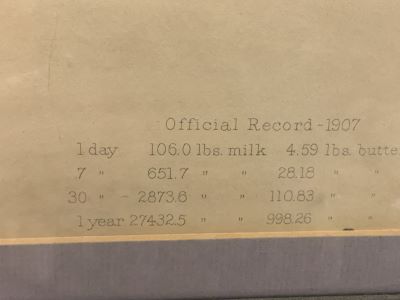 Official Record - 1907
1 day 106.0 lbs. milk 4.59 lbs. butte
7 " 651.7 " " 28.18 " "
30 " - 2873.6 " " 110.83 " "
1 year 27432.5 " " 998.26 " "